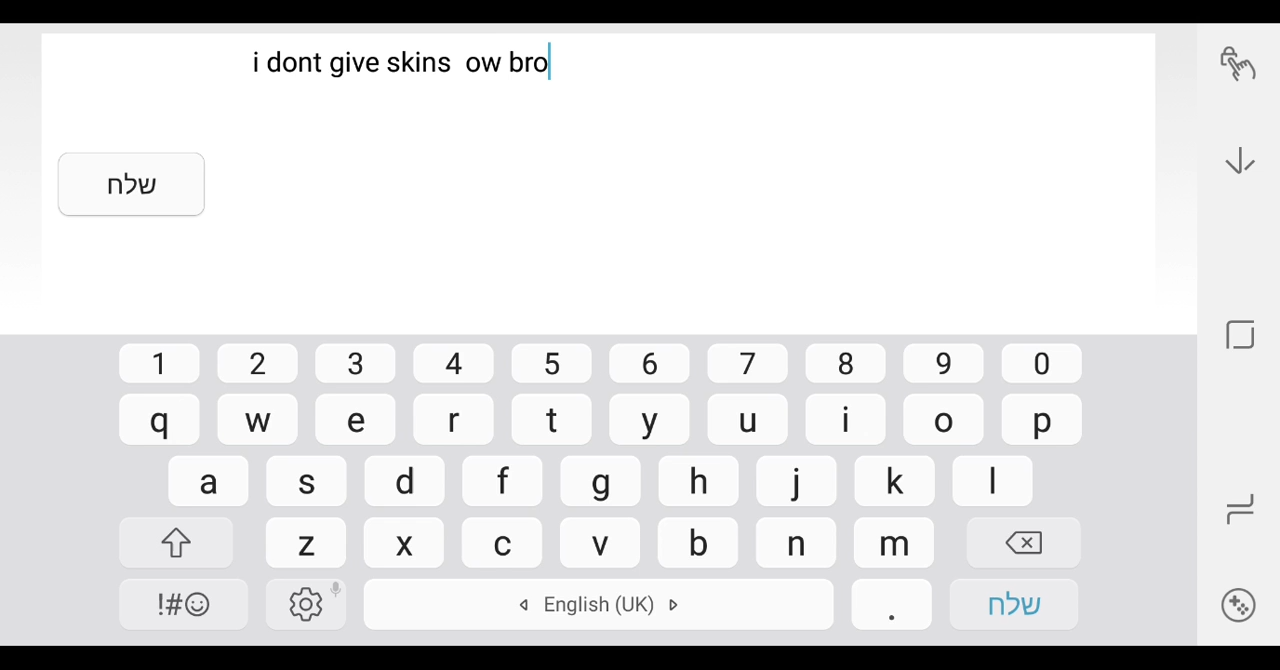 i dont give skins  ow bro
שלח
1 2 3 4 5 6 7 8 9 0
q w e r t y u i o p
a s d f g h j k l
z x c v b n m
!#☺ English (UK) . שלח